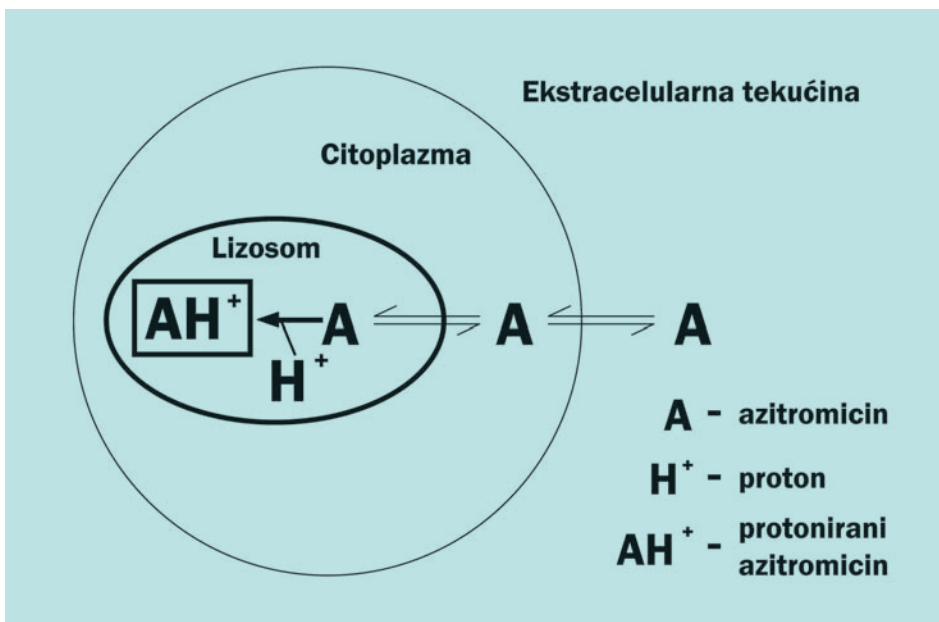 Ekstracelularna tekućina
Citoplazma
Lizosom
AH⁺ A A A
H⁺
A - azitromicin
H⁺ - proton
AH⁺ - protonirani
azitromicin